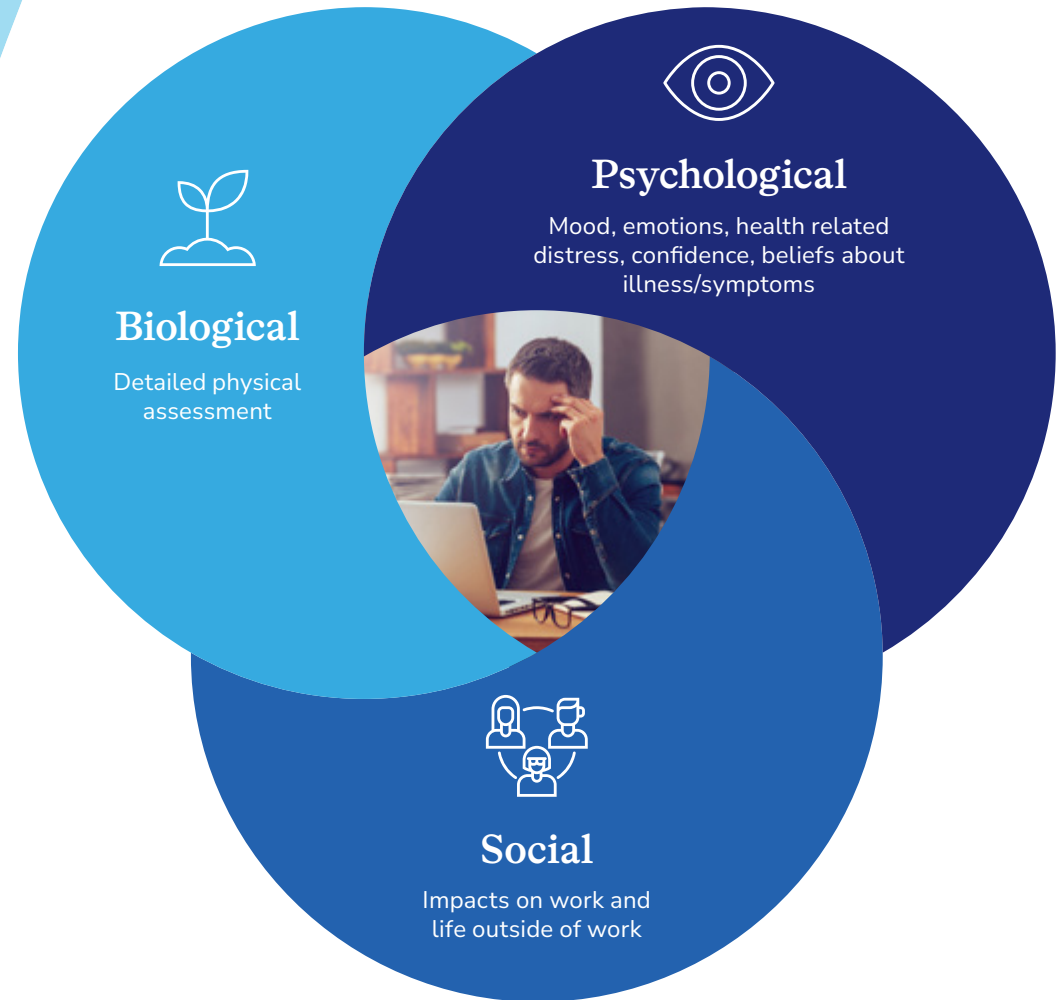 Psychological
Mood, emotions, health related
distress, confidence, beliefs about
illness/symptoms
Biological
Detailed physical
assessment
Social
Impacts on work and
life outside of work